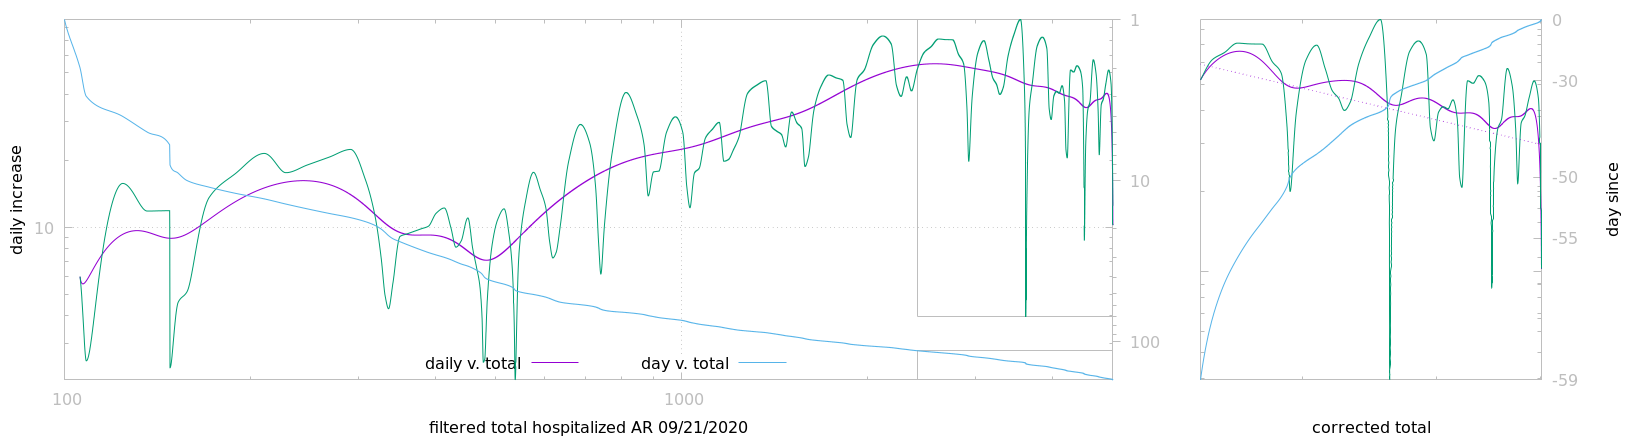 daily increase
10
100
1000
1
10
100
daily v. total
day v. total
filtered total hospitalized AR 09/21/2020
0
-30
-50
-55
-59
day since
corrected total